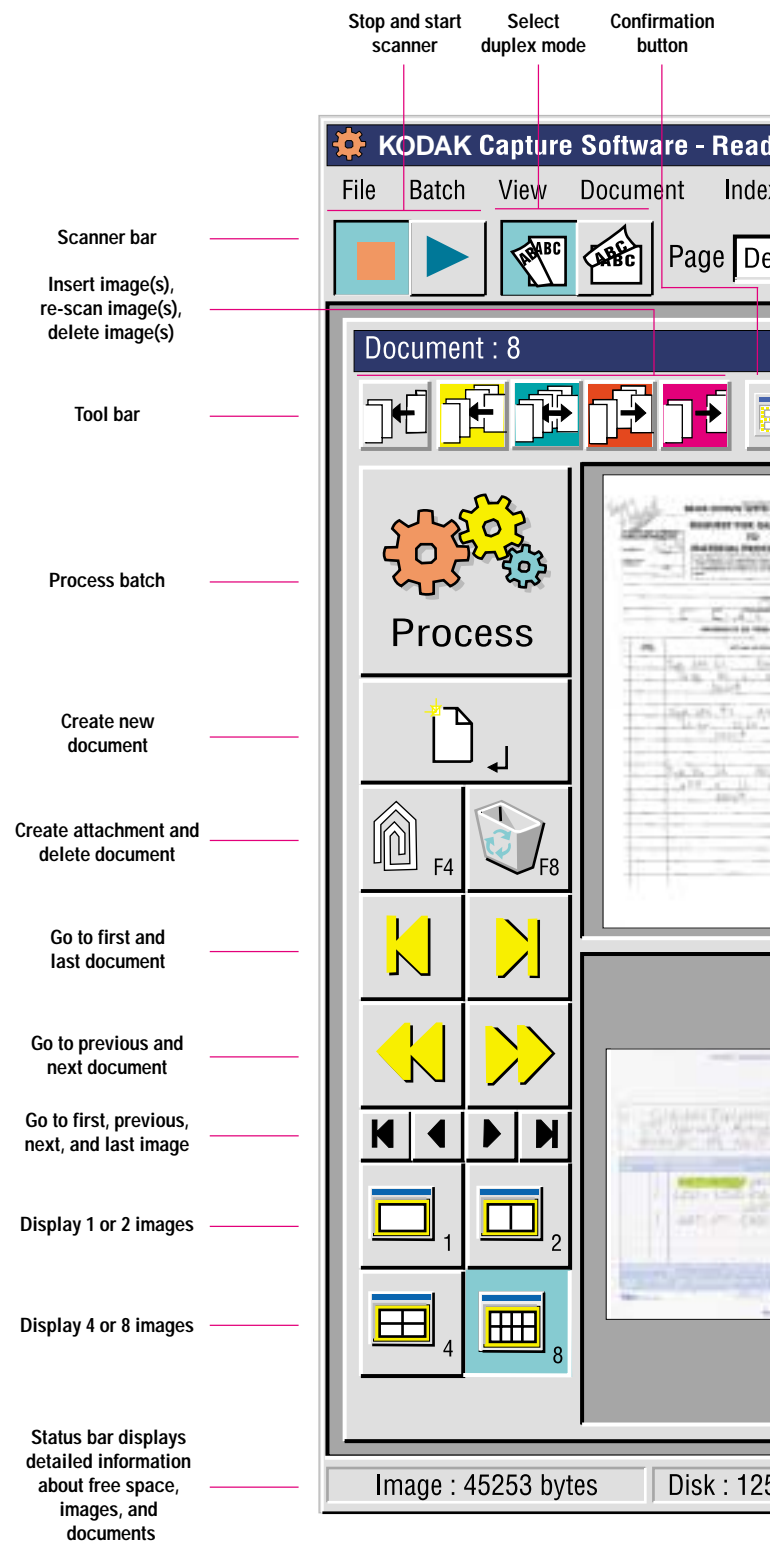 Stop and start
scanner
Select
duplex mode
Confirmation
button
KODAK Capture Software - Read
File Batch View Document Index
Scanner bar
ABC ABC
ABC ABC
Page De
Insert image(s),
re-scan image(s),
delete image(s)
Document : 8
Tool bar
Process batch
Process
Create new
document
Create attachment and
delete document
F4 F8
Go to first and
last document
Go to previous and
next document
Go to first, previous,
next, and last image
Display 1 or 2 images
1 2
Display 4 or 8 images
4 8
Status bar displays
detailed information
about free space,
images, and
documents
Image : 45253 bytes Disk : 125